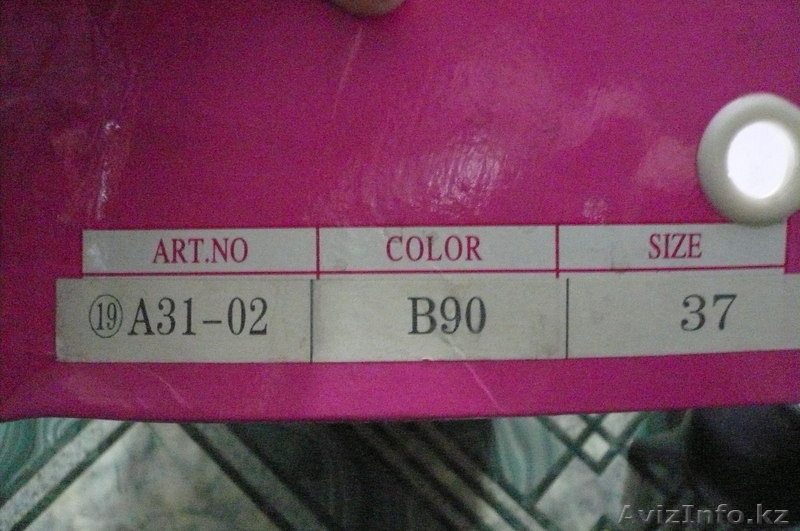 ART.NO COLOR SIZE
⑲A31-02 B90 37
AvizInfo.kz